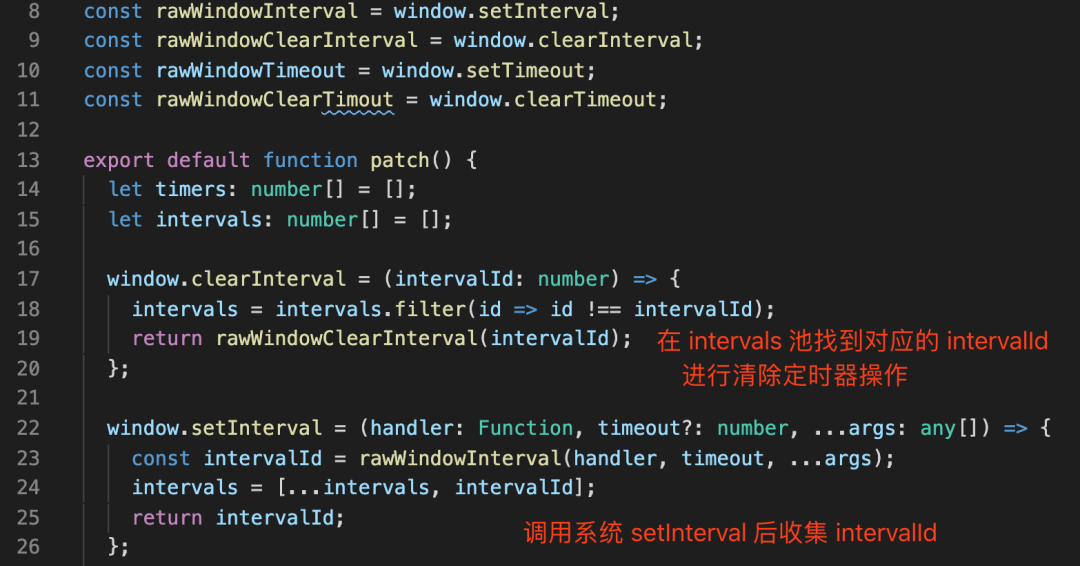 8 const rawWindowInterval = window.setInterval;
9 const rawWindowClearInterval = window.clearInterval;
10 const rawWindowTimeout = window.setTimeout;
11 const rawWindowClearTimout = window.clearTimeout;
12
13 export default function patch() {
14 let timers: number[] = [];
15 let intervals: number[] = [];
16
17 window.clearInterval = (intervalId: number) => {
18 intervals = intervals.filter(id => id !== intervalId);
19 return rawWindowClearInterval(intervalId); 在 intervals 池找到对应的 intervalId
进行清除定时器操作
20 };
21
22 window.setInterval = (handler: Function, timeout?: number, ...args: any[]) => {
23 const intervalId = rawWindowInterval(handler, timeout, ...args);
24 intervals = [...intervals, intervalId];
25 return intervalId;
调用系统 setInterval 后收集 intervalId
26 };